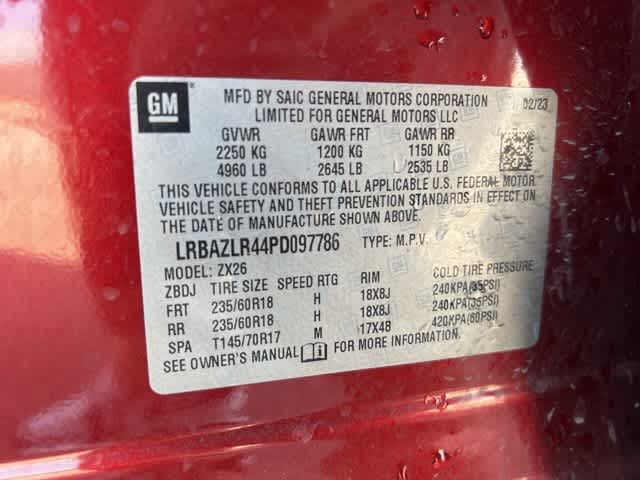 GM
MFD BY SAIC GENERAL MOTORS CORPORATION 02/23
LIMITED FOR GENERAL MOTORS LLC
GVWR GAWR FRT GAWR RR
2250 KG 1200 KG 1150 KG
4960 LB 2645 LB 2535 LB
THIS VEHICLE CONFORMS TO ALL APPLICABLE U.S. FEDERAL MOTOR
VEHICLE SAFETY AND THEFT PREVENTION STANDARDS IN EFFECT ON
THE DATE OF MANUFACTURE SHOWN ABOVE.
LRBAZLR44PD097786 TYPE: M.P.V.
MODEL: ZX26
ZBDJ TIRE SIZE SPEED RTG RIM COLD TIRE PRESSURE
FRT 235/60R18 H 18X8J 240KPA(35PSI)
RR 235/60R18 H 18X8J 240KPA(35PSI)
SPA T145/70R17 M 17X4B 420KPA(60PSI)
SEE OWNER'S MANUAL FOR MORE INFORMATION.